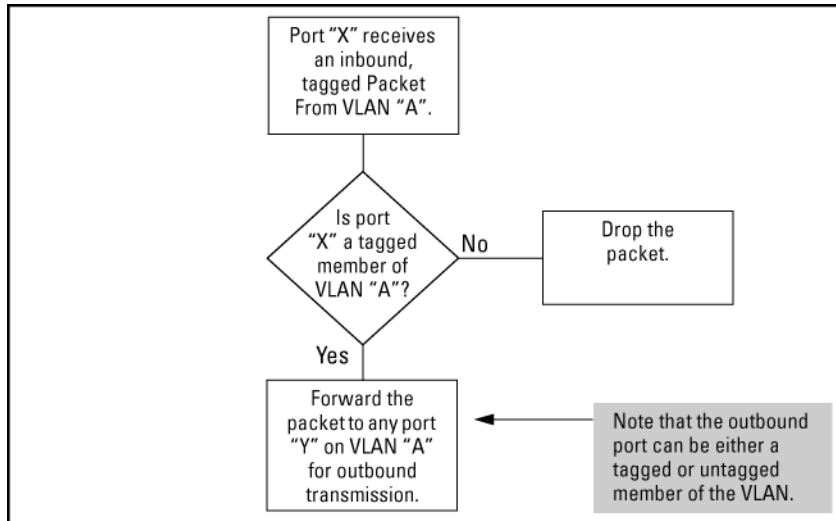 Port “X” receives
an inbound,
tagged Packet
From VLAN “A”.
Is port
“X” a tagged
member of
VLAN “A”?
No
Drop the
packet.
Yes
Forward the
packet to any port
“Y” on VLAN “A”
for outbound
transmission.
Note that the outbound
port can be either a
tagged or untagged
member of the VLAN.